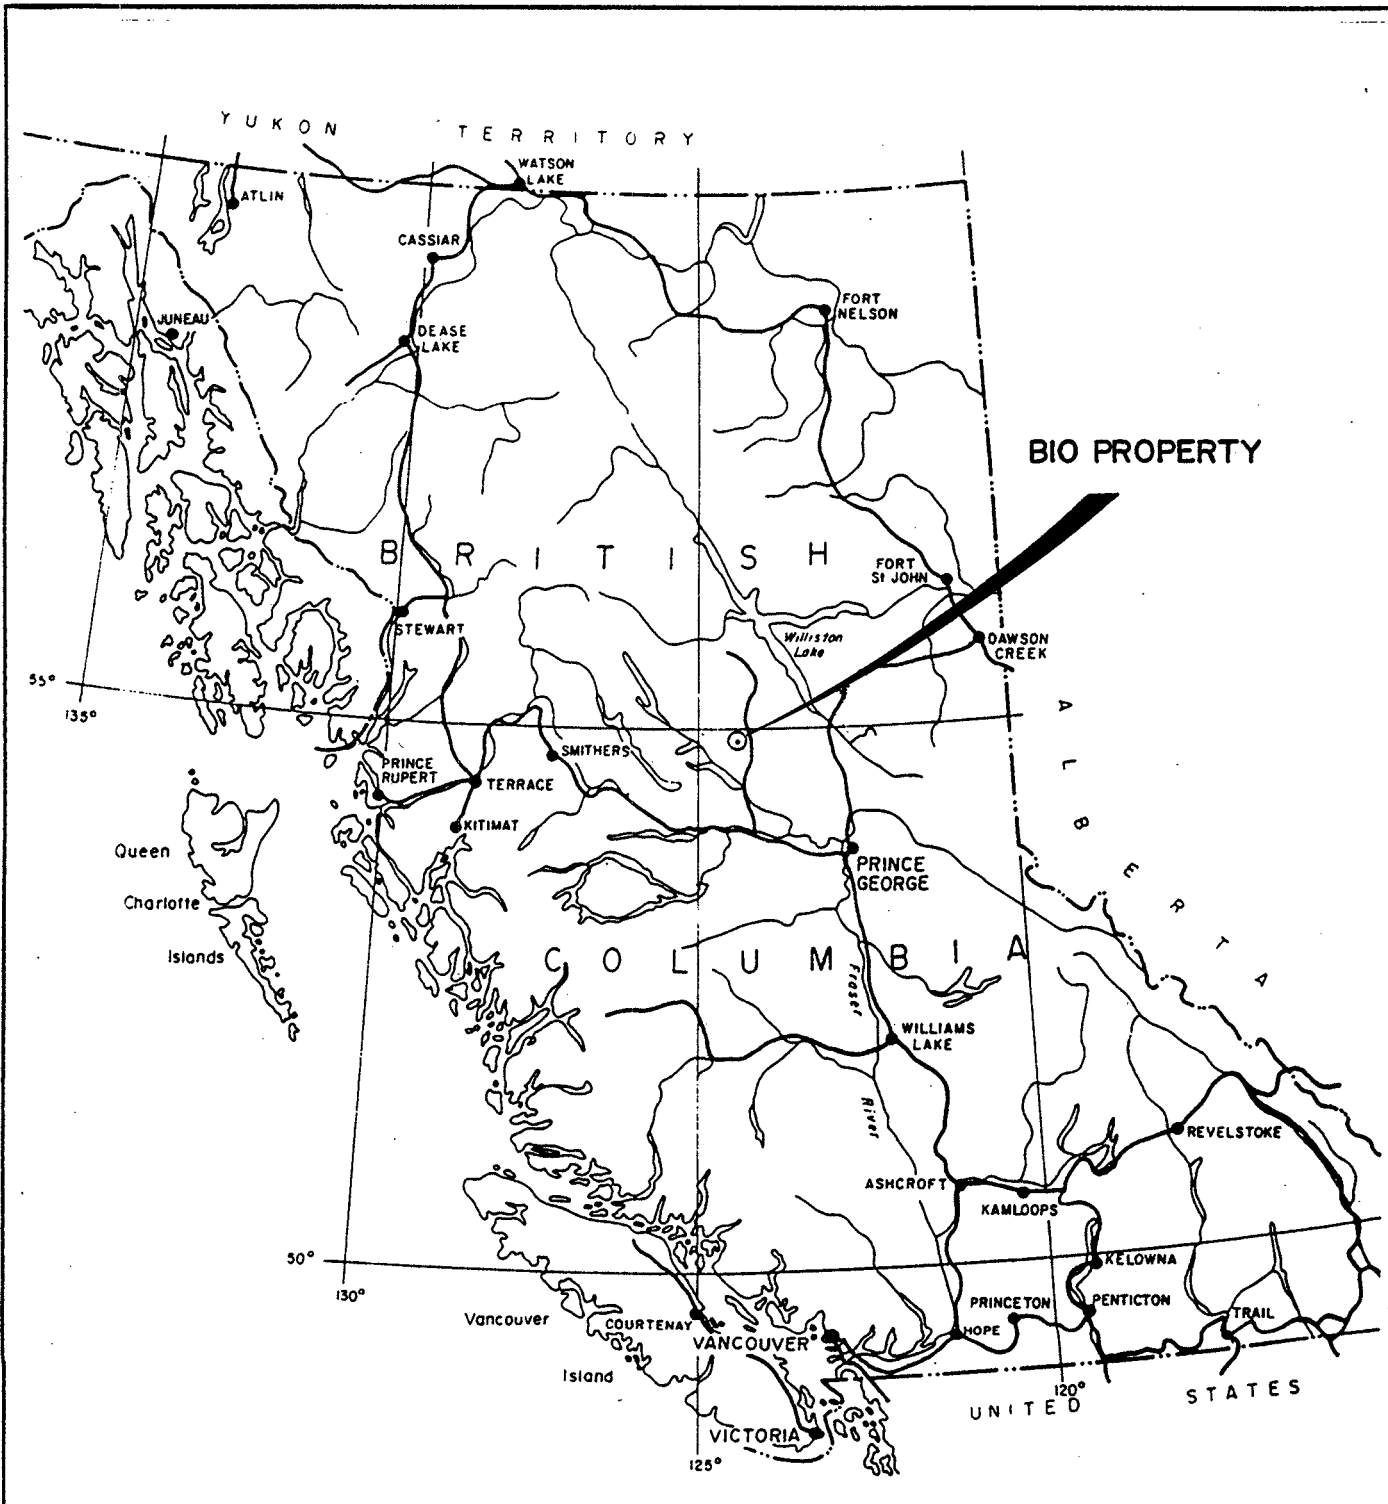 YUKON TERRITORY
WATSON
LAKE
ATLIN
CASSIAR
FORT
NELSON
JUNEAU
DEASE
LAKE
BIO PROPERTY
BRITISH
FORT
St JOHN
STEWART
Williston
Lake
DAWSON
CREEK
55°
135°
ALBERTA
SMITHERS
PRINCE
RUPERT
TERRACE
KITIMAT
Queen
Charlotte
Islands
PRINCE
GEORGE
COLUMBIA
Fraser
River
WILLIAMS
LAKE
REVELSTOKE
ASHCROFT
KAMLOOPS
50°
130°
KELOWNA
Vancouver
Island
COURTENAY
VANCOUVER
PRINCETON
PENTICTON
HOPE
TRAIL
120°
UNITED STATES
VICTORIA
125°